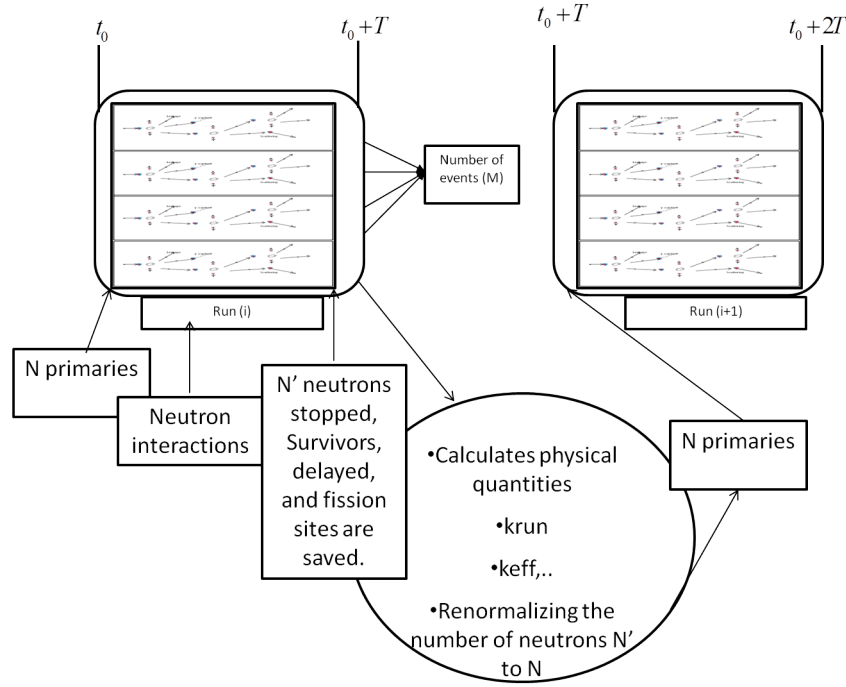 t₀
t₀+T
t₀+T
t₀+2T
Number of
events (M)
Run (i)
Run (i+1)
N primaries
Neutron
interactions
N’ neutrons
stopped,
Survivors,
delayed,
and fission
sites are
saved.
•Calculates physical
quantities
•krun
•keff,..
•Renormalizing the
number of neutrons N’
to N
N primaries